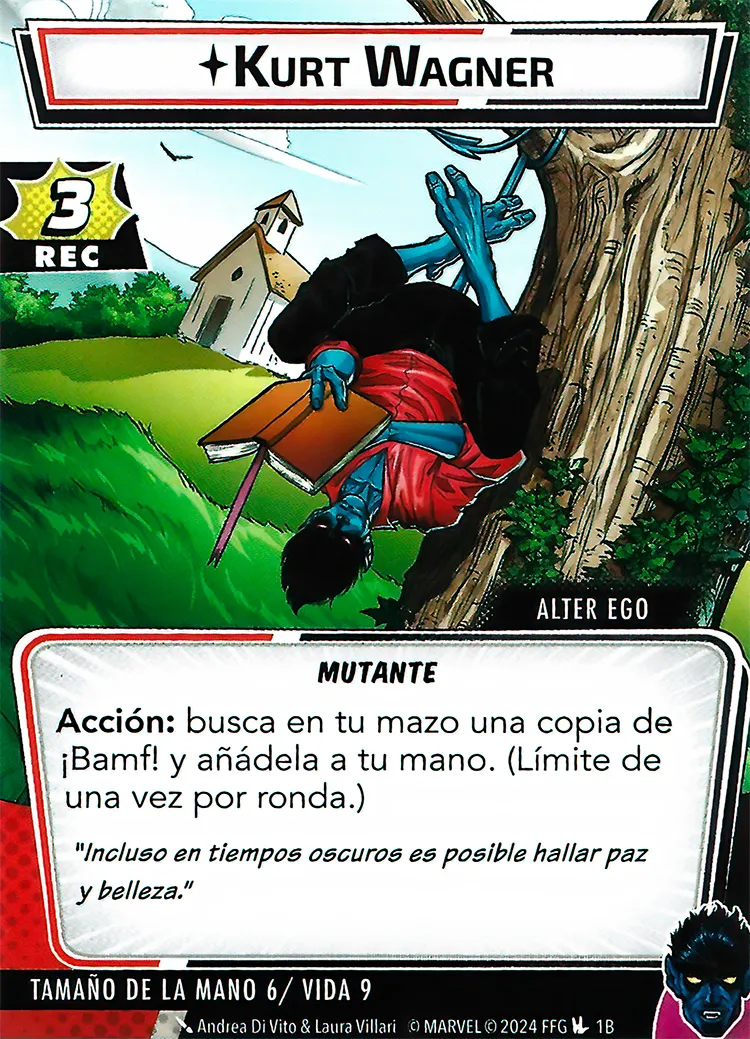 KURT WAGNER
3
REC
ALTER EGO
MUTANTE
Acción: busca en tu mazo una copia de
¡Bamf! y añádela a tu mano. (Límite de
una vez por ronda.)
"Incluso en tiempos oscuros es posible hallar paz
y belleza."
TAMAÑO DE LA MANO 6/ VIDA 9
Andrea Di Vito & Laura Villari © MARVEL © 2024 FFG 1B